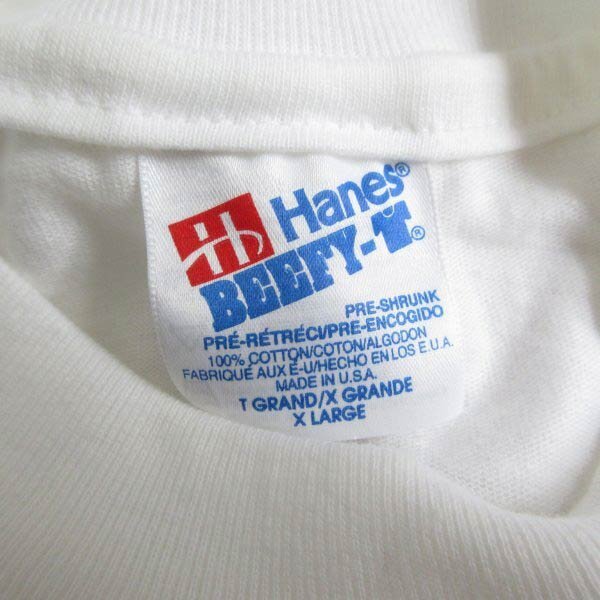 Hanes®
BEEFY-T®
PRE-SHRUNK
PRÉ-RÉTRÉCI/PRE-ENCOGIDO
100% COTTON/COTON/ALGODON
FABRIQUE AUX É-U/HECHO EN LOS E.U.A.
MADE IN U.S.A.
T GRAND/X GRANDE
X LARGE